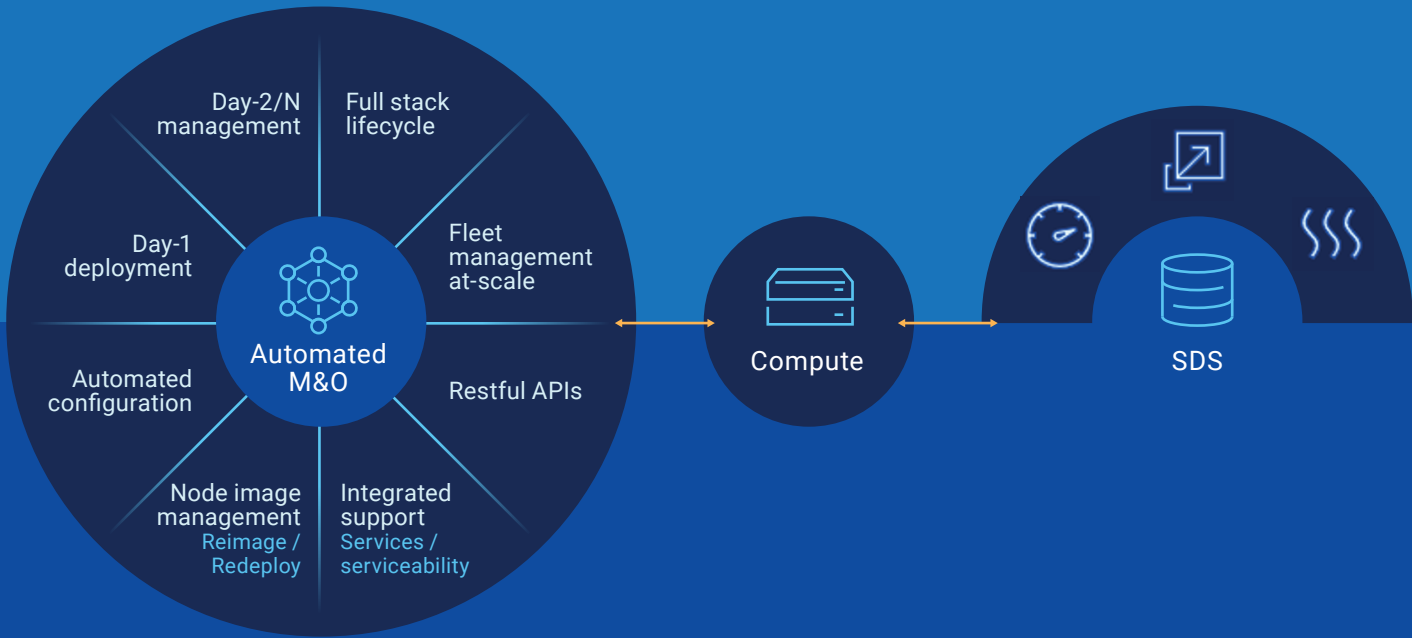 Day-2/N
management
Full stack
lifecycle
Day-1
deployment
Fleet
management
at-scale
Automated
M&O
Compute
SDS
Automated
configuration
Restful APIs
Node image
management
Reimage /
Redeploy
Integrated
support
Services /
serviceability